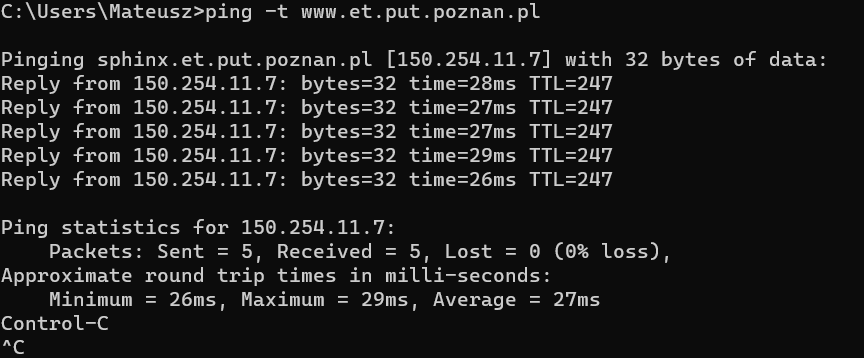 C:\Users\Mateusz>ping -t www.et.put.poznan.pl
Pinging sphinx.et.put.poznan.pl [150.254.11.7] with 32 bytes of data:
Reply from 150.254.11.7: bytes=32 time=28ms TTL=247
Reply from 150.254.11.7: bytes=32 time=27ms TTL=247
Reply from 150.254.11.7: bytes=32 time=27ms TTL=247
Reply from 150.254.11.7: bytes=32 time=29ms TTL=247
Reply from 150.254.11.7: bytes=32 time=26ms TTL=247
Ping statistics for 150.254.11.7:
    Packets: Sent = 5, Received = 5, Lost = 0 (0% loss),
Approximate round trip times in milli-seconds:
    Minimum = 26ms, Maximum = 29ms, Average = 27ms
Control-C
^C